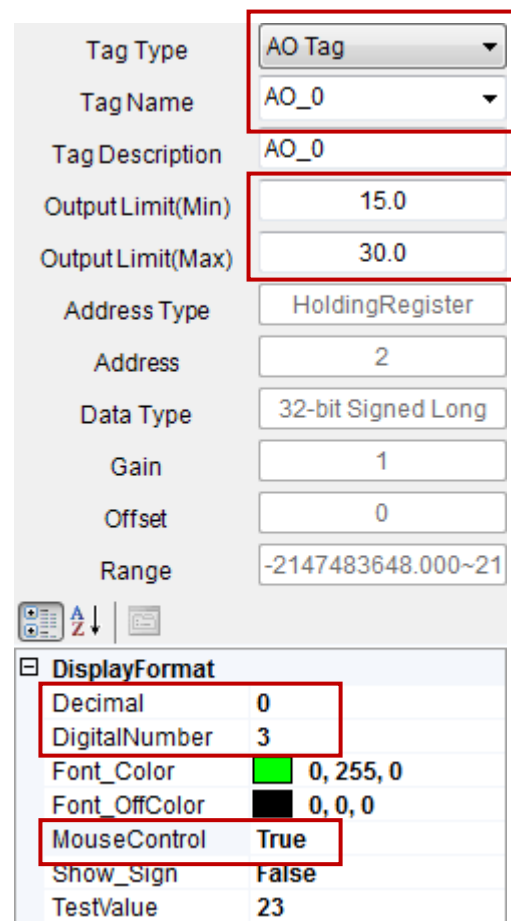 Tag Type AO Tag
Tag Name AO_0
Tag Description AO_0
Output Limit(Min) 15.0
Output Limit(Max) 30.0
Address Type HoldingRegister
Address 2
Data Type 32-bit Signed Long
Gain 1
Offset 0
Range -2147483648.000~21
A
Z
DisplayFormat
Decimal 0
DigitalNumber 3
Font_Color 0, 255, 0
Font_OffColor 0, 0, 0
MouseControl True
Show_Sign False
TestValue 23